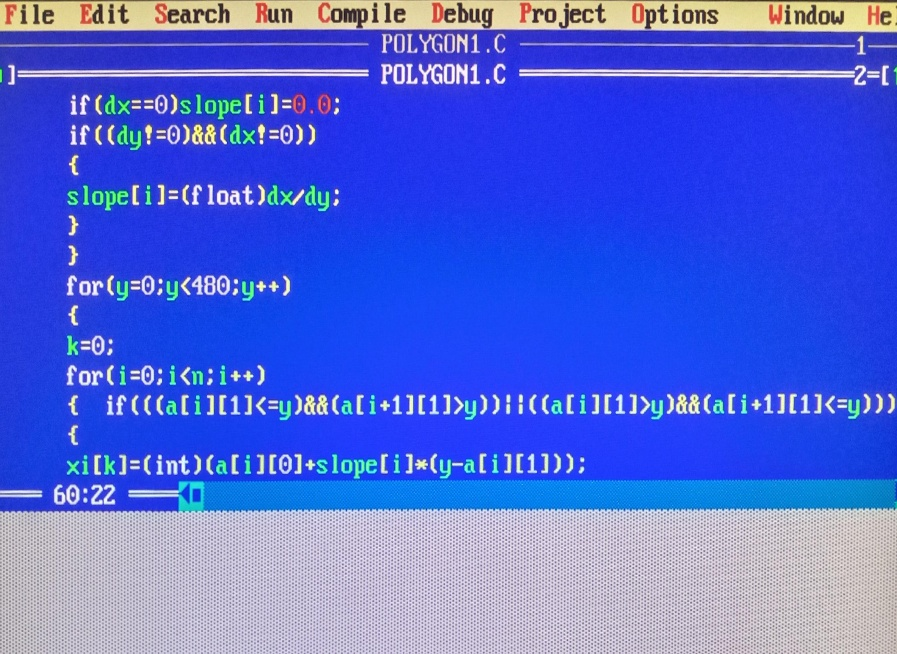 File Edit Search Run Compile Debug Project Options Window He
POLYGON1.C 1
] POLYGON1.C 2=[
if(dx==0)slope[i]=0.0;
if((dy!=0)&&(dx!=0))
{
slope[i]=(float)dx/dy;
}
}
for(y=0;y<480;y++)
{
k=0;
for(i=0;i<n;i++)
{ if(((a[i][1]<=y)&&(a[i+1][1]>y))||((a[i][1]>y)&&(a[i+1][1]<=y)))
{
xi[k]=(int)(a[i][0]+slope[i]*(y-a[i][1]));
60:22